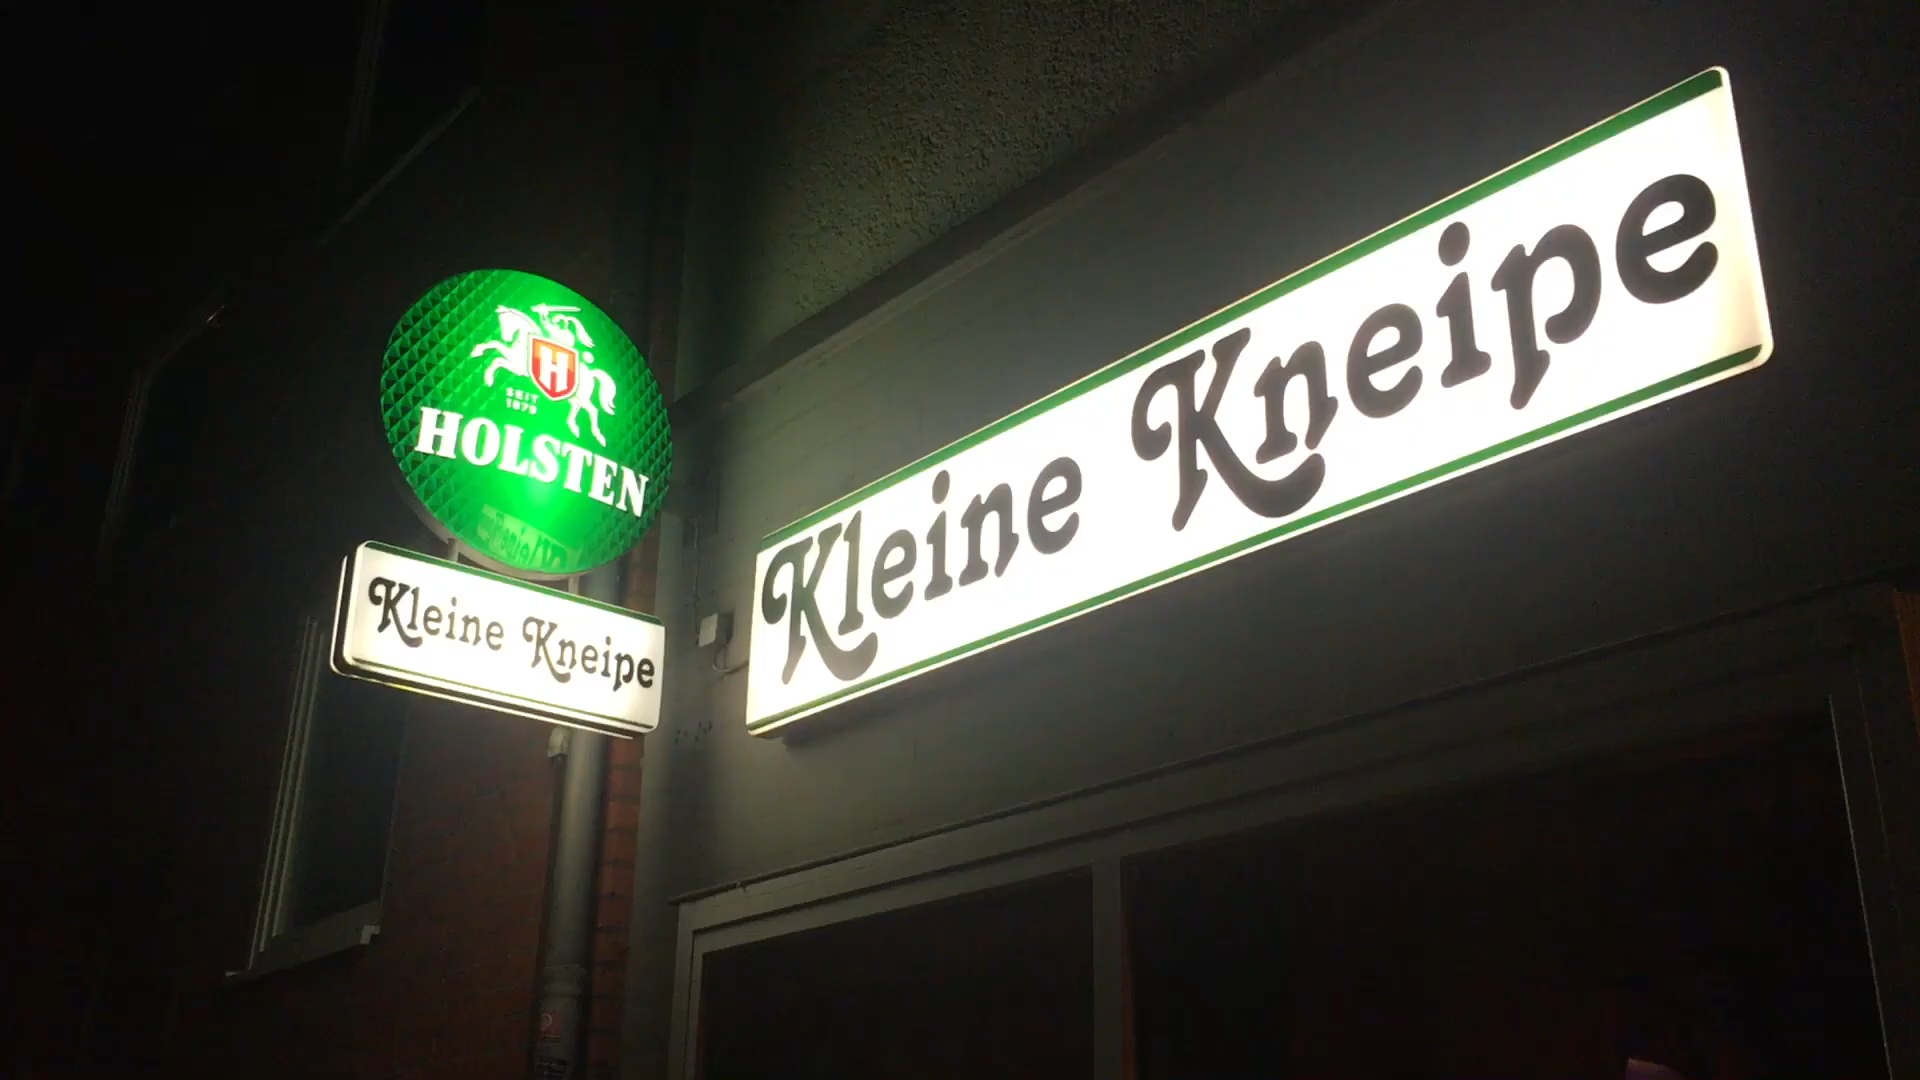 H
SEIT
1879
HOLSTEN
Kleine Kneipe
Kleine Kneipe